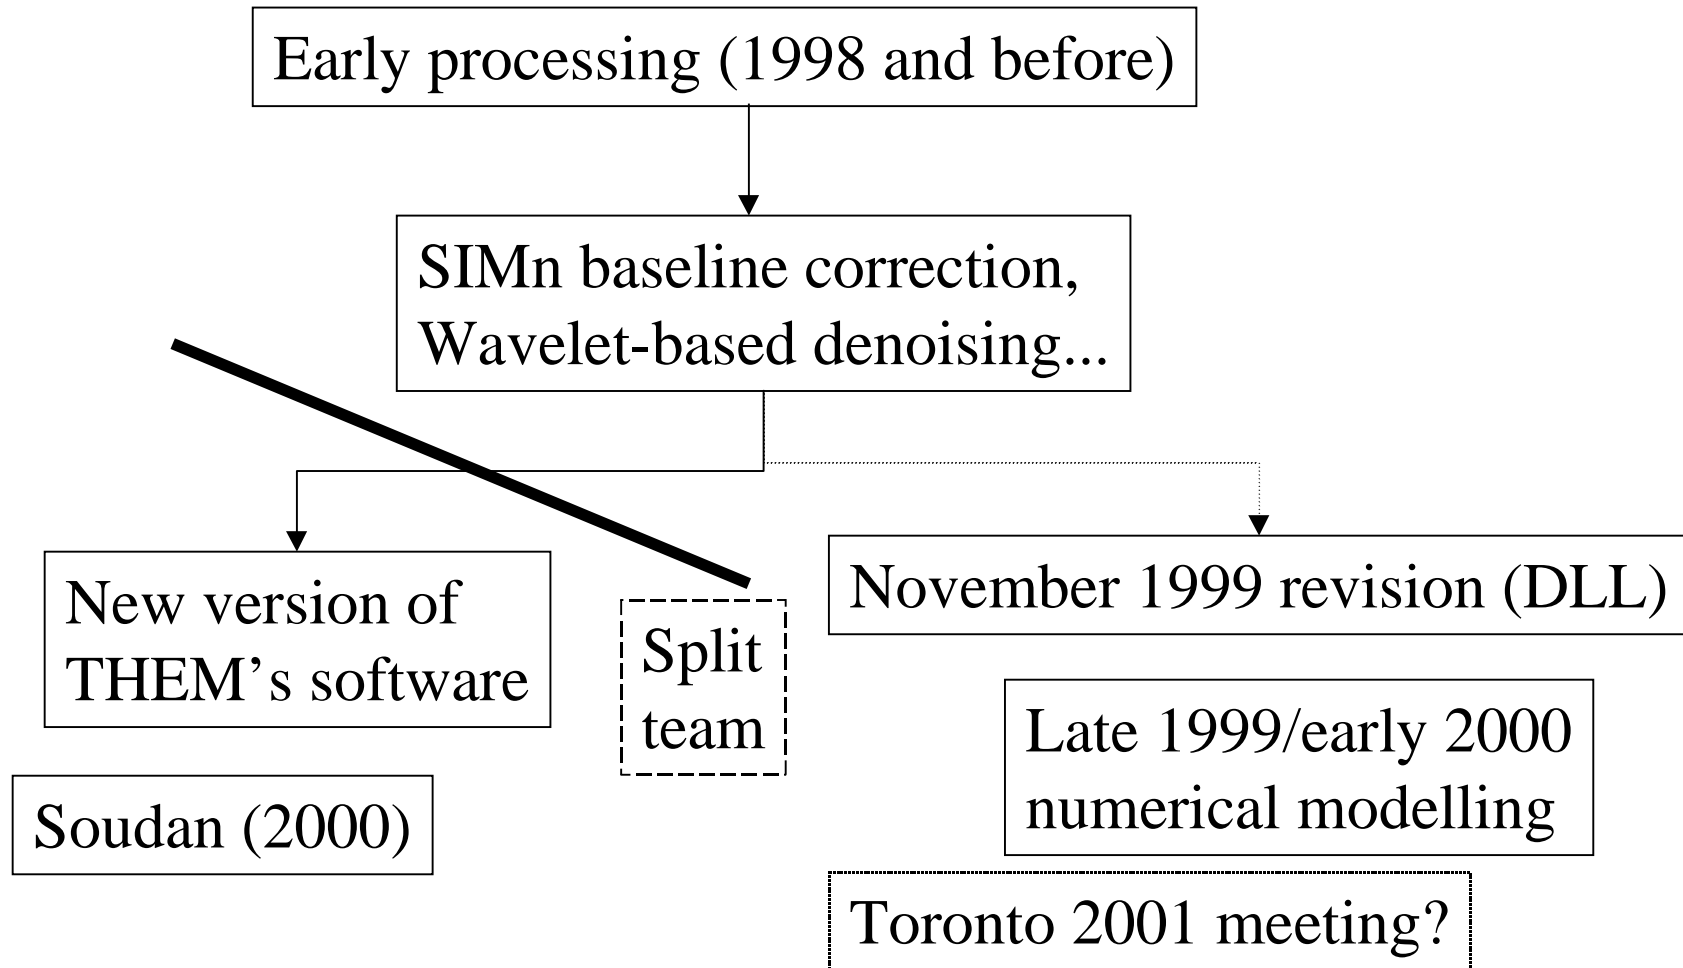 Early processing (1998 and before)
SIMn baseline correction,
Wavelet-based denoising...
New version of
THEM’s software
Soudan (2000)
Split
team
November 1999 revision (DLL)
Late 1999/early 2000
numerical modelling
Toronto 2001 meeting?